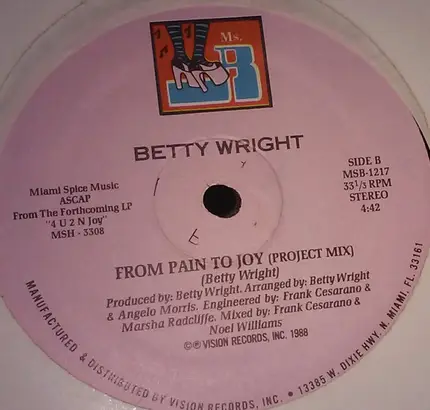 Ms.
B
BETTY WRIGHT
Miami Spice Music
ASCAP
From The Forthcoming LP
"4 U 2 N Joy"
MSH - 3308
SIDE B
MSB-1217
33 1/3 RPM
STEREO
4:42
FROM PAIN TO JOY (PROJECT MIX)
(Betty Wright)
Produced by: Betty Wright. Arranged by: Betty Wright
& Angelo Morris. Engineered by: Frank Cesarano &
Marsha Radcliffe. Mixed by: Frank Cesarano &
Noel Williams
©℗ VISION RECORDS, INC. 1988
MANUFACTURED & DISTRIBUTED BY VISION RECORDS, INC. • 13385 W. DIXIE HWY. N. MIAMI, FL. 33161